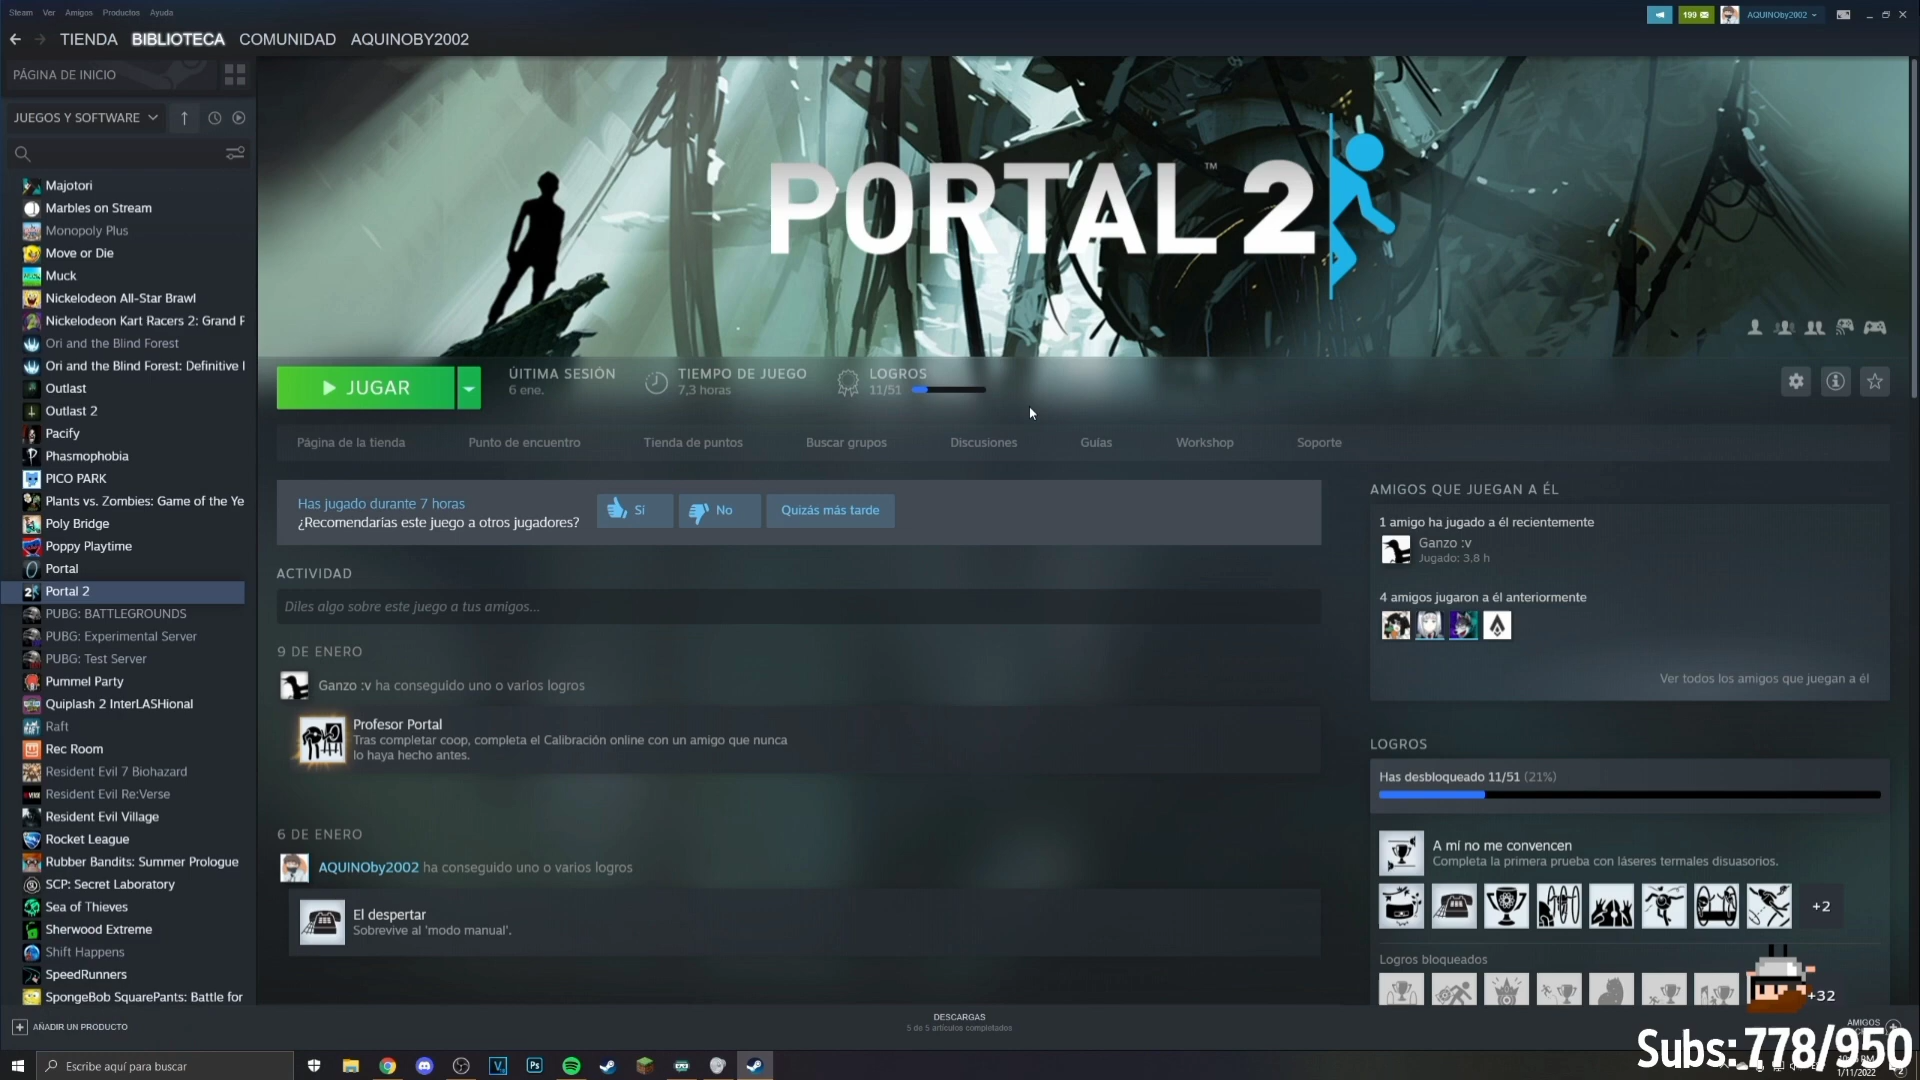 Steam Ver Amigos Productos Ayuda
199
AQUINOby2002
TIENDA BIBLIOTECA COMUNIDAD AQUINOBY2002
PÁGINA DE INICIO
JUEGOS Y SOFTWARE
Majotori
Marbles on Stream
Monopoly Plus
Move or Die
Muck
Nickelodeon All-Star Brawl
Nickelodeon Kart Racers 2: Grand P
Ori and the Blind Forest
Ori and the Blind Forest: Definitive
Outlast
Outlast 2
Pacify
Phasmophobia
PICO PARK
Plants vs. Zombies: Game of the Ye
Poly Bridge
Poppy Playtime
Portal
Portal 2
PUBG: BATTLEGROUNDS
PUBG: Experimental Server
PUBG: Test Server
Pummel Party
Quiplash 2 InterLASHional
Raft
Rec Room
Resident Evil 7 Biohazard
Resident Evil Re:Verse
Resident Evil Village
Rocket League
Rubber Bandits: Summer Prologue
SCP: Secret Laboratory
Sea of Thieves
Sherwood Extreme
Shift Happens
SpeedRunners
SpongeBob SquarePants: Battle for
AÑADIR UN PRODUCTO
PORTAL 2
™
JUGAR
ÚLTIMA SESIÓN
6 ene.
TIEMPO DE JUEGO
7,3 horas
LOGROS
11/51
Página de la tienda Punto de encuentro Tienda de puntos Buscar grupos Discusiones Guías Workshop Soporte
Has jugado durante 7 horas
¿Recomendarías este juego a otros jugadores?
Sí
No
Quizás más tarde
ACTIVIDAD
Diles algo sobre este juego a tus amigos...
9 DE ENERO
Ganzo :v ha conseguido uno o varios logros
Profesor Portal
Tras completar coop, completa el Calibración online con un amigo que nunca
lo haya hecho antes.
6 DE ENERO
AQUINOby2002 ha conseguido uno o varios logros
El despertar
Sobrevive al 'modo manual'.
AMIGOS QUE JUEGAN A ÉL
1 amigo ha jugado a él recientemente
Ganzo :v
Jugado: 3,8 h
4 amigos jugaron a él anteriormente
Ver todos los amigos que juegan a él
LOGROS
Has desbloqueado 11/51 (21%)
A mí no me convencen
Completa la primera prueba con láseres termales disuasorios.
+2
Logros bloqueados
+32
DESCARGAS
5 de 5 artículos completados
AMIGOS
Subs: 778/950
Escribe aquí para buscar
1/11/2022